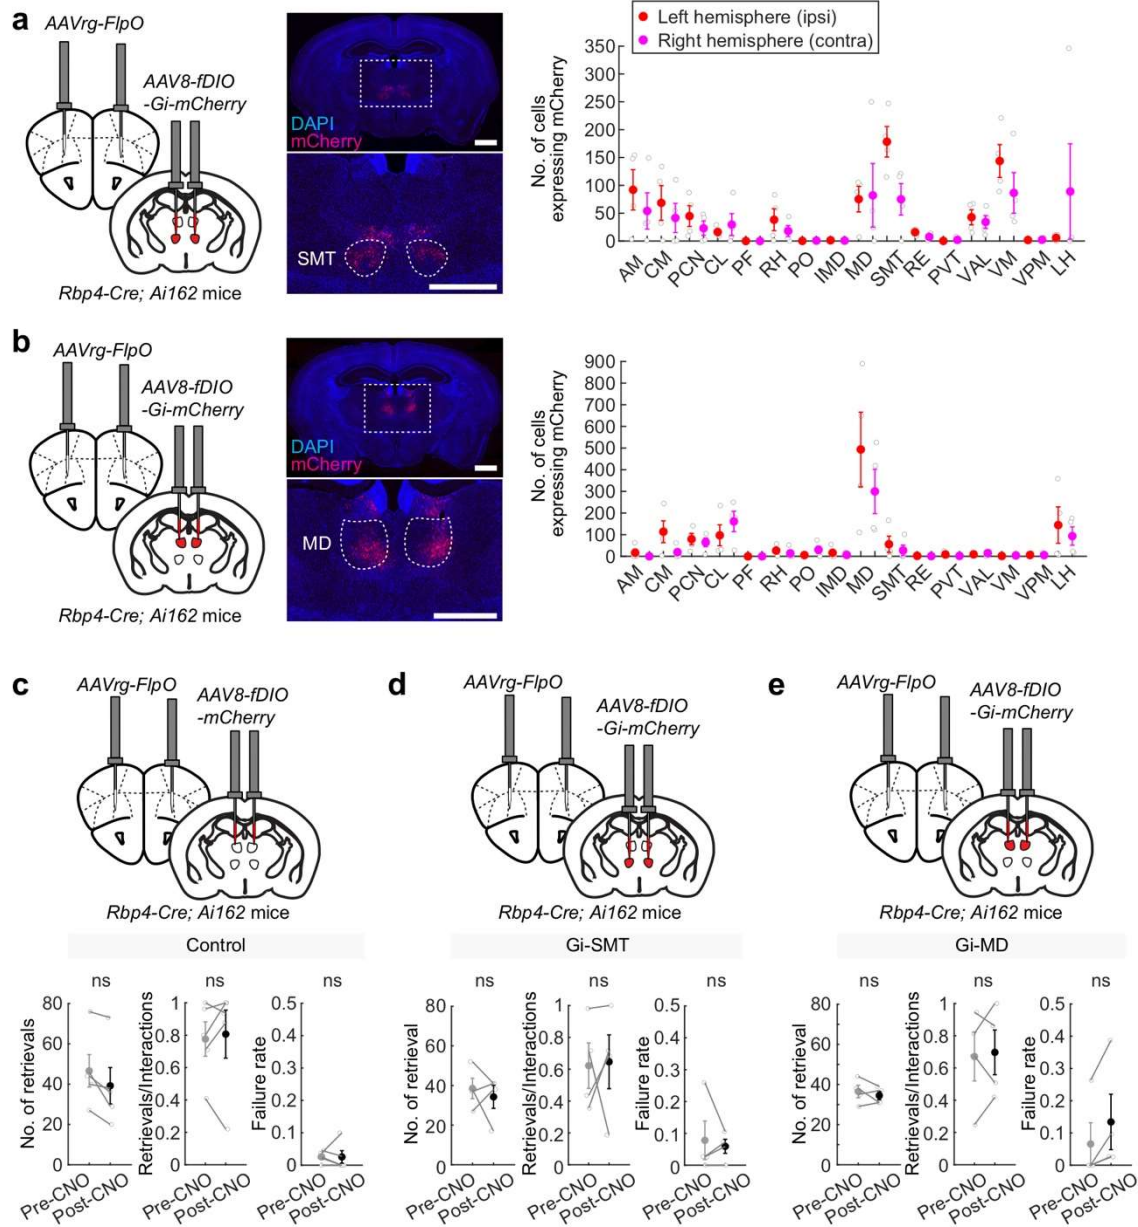 a
AAVrg-FlpO
AAV8-fDIO
-Gi-mCherry
Rbp4-Cre; Ai162 mice
DAPI
mCherry
SMT
Left hemisphere (ipsi)
Right hemisphere (contra)
No. of cells
expressing mCherry
350
300
250
200
150
100
50
0
AM
CM
PCN
CL
PF
RH
PO
IMD
MD
SMT
RE
PVT
VAL
VM
VPM
LH
b
AAVrg-FlpO
AAV8-fDIO
-Gi-mCherry
Rbp4-Cre; Ai162 mice
DAPI
mCherry
MD
No. of cells
expressing mCherry
900
800
700
600
500
400
300
200
100
0
AM
CM
PCN
CL
PF
RH
PO
IMD
MD
SMT
RE
PVT
VAL
VM
VPM
LH
c
AAVrg-FlpO
AAV8-fDIO
-mCherry
Rbp4-Cre; Ai162 mice
Control
ns
No. of retrievals
80
60
40
20
0
Pre-CNO
Post-CNO
ns
Retrievals/Interactions
1
0.8
0.6
0.4
0.2
0
Pre-CNO
Post-CNO
ns
Failure rate
0.5
0.4
0.3
0.2
0.1
0
Pre-CNO
Post-CNO
d
AAVrg-FlpO
AAV8-fDIO
-Gi-mCherry
Rbp4-Cre; Ai162 mice
Gi-SMT
ns
No. of retrievals
80
60
40
20
0
Pre-CNO
Post-CNO
ns
Retrievals/Interactions
1
0.8
0.6
0.4
0.2
0
Pre-CNO
Post-CNO
ns
Failure rate
0.5
0.4
0.3
0.2
0.1
0
Pre-CNO
Post-CNO
e
AAVrg-FlpO
AAV8-fDIO
-Gi-mCherry
Rbp4-Cre; Ai162 mice
Gi-MD
ns
No. of retrieval
80
60
40
20
0
Pre-CNO
Post-CNO
ns
Retrievals/Interactions
1
0.8
0.6
0.4
0.2
0
Pre-CNO
Post-CNO
ns
Failure rate
0.5
0.4
0.3
0.2
0.1
0
Pre-CNO
Post-CNO